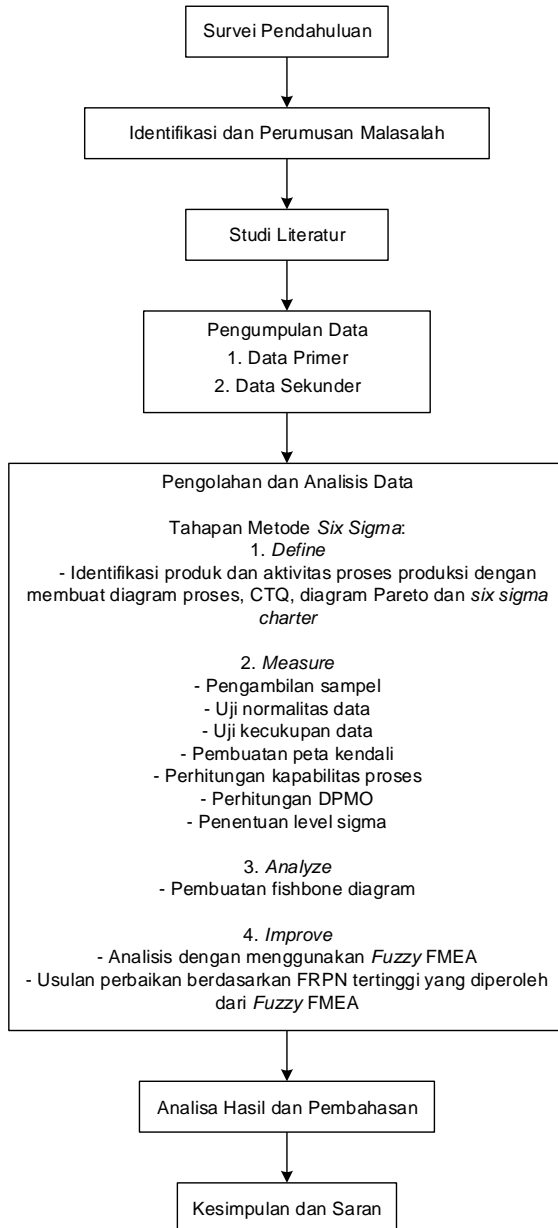 Survei Pendahuluan
Identifikasi dan Perumusan Malasalah
Studi Literatur
Pengumpulan Data
1. Data Primer
2. Data Sekunder
Pengolahan dan Analisis Data
Tahapan Metode Six Sigma:
1. Define
- Identifikasi produk dan aktivitas proses produksi dengan
membuat diagram proses, CTQ, diagram Pareto dan six sigma
charter
2. Measure
- Pengambilan sampel
- Uji normalitas data
- Uji kecukupan data
- Pembuatan peta kendali
- Perhitungan kapabilitas proses
- Perhitungan DPMO
- Penentuan level sigma
3. Analyze
- Pembuatan fishbone diagram
4. Improve
- Analisis dengan menggunakan Fuzzy FMEA
- Usulan perbaikan berdasarkan FRPN tertinggi yang diperoleh
dari Fuzzy FMEA
Analisa Hasil dan Pembahasan
Kesimpulan dan Saran